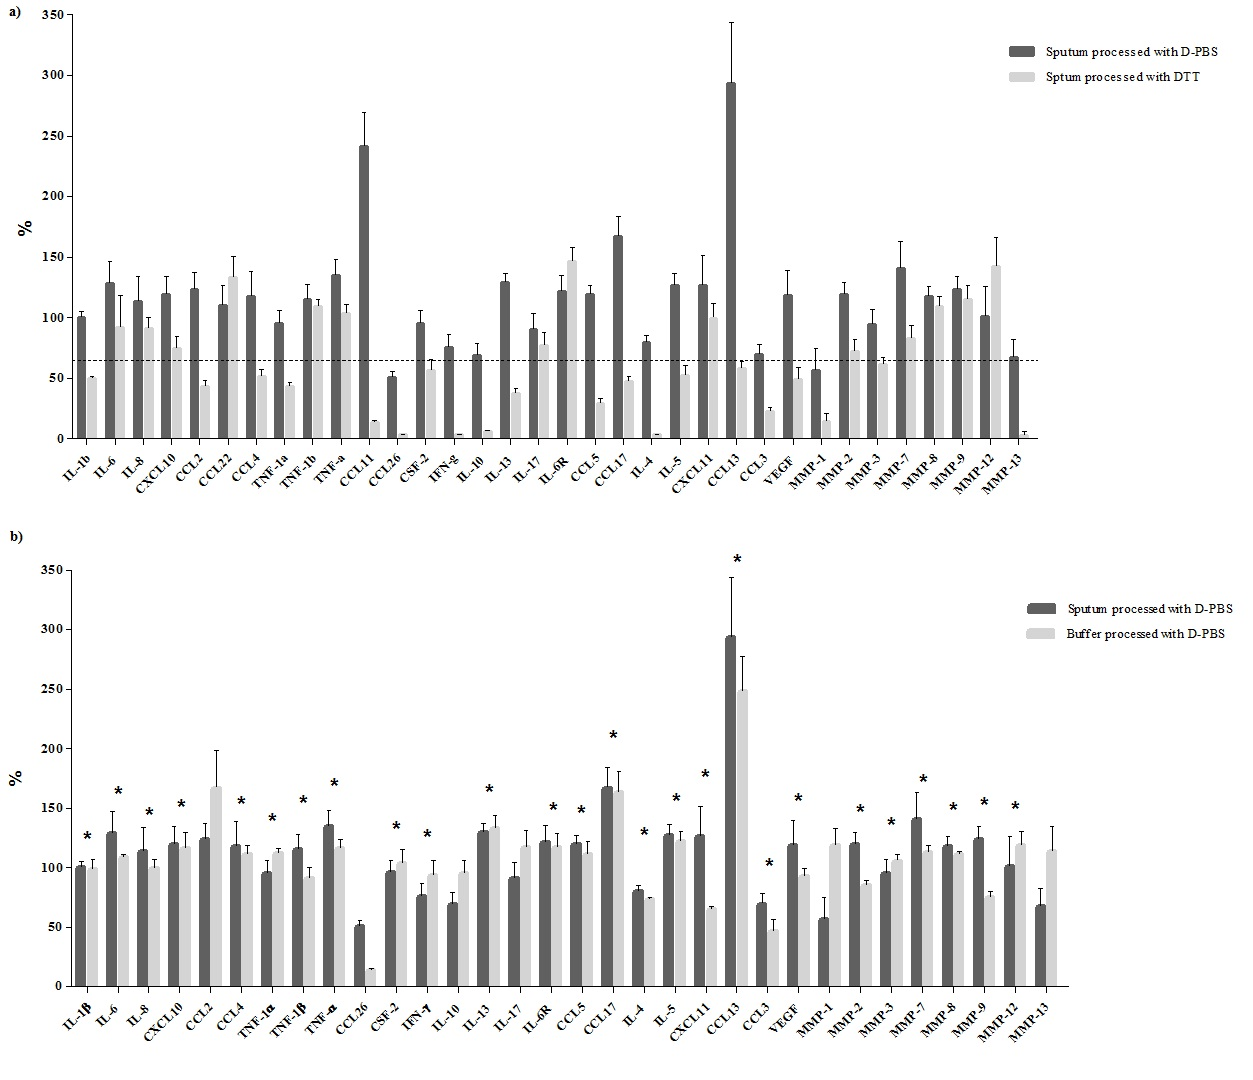 a)
350
300
250
200
150
100
50
0
%
Sputum processed with D-PBS
Sptum processed with DTT
IL-1b
IL-6
IL-8
CXCL10
CCL2
CCL22
CCL4
TNF-1a
TNF-1b
TNF-a
CCL11
CCL26
CSF-2
IFN-g
IL-10
IL-13
IL-17
IL-6R
CCL5
CCL17
IL-4
IL-5
CXCL11
CCL13
CCL3
VEGF
MMP-1
MMP-2
MMP-3
MMP-7
MMP-8
MMP-9
MMP-12
MMP-13
b)
350
300
250
200
150
100
50
0
%
Sputum processed with D-PBS
Buffer processed with D-PBS
* * * * * * * * * * * * * * * * * * * * * * * * * *
IL-1β
IL-6
IL-8
CXCL10
CCL2
CCL4
TNF-1α
TNF-1β
TNF-α
CCL26
CSF-2
IFN-γ
IL-10
IL-13
IL-17
IL-6R
CCL5
CCL17
IL-4
IL-5
CXCL11
CCL13
CCL3
VEGF
MMP-1
MMP-2
MMP-3
MMP-7
MMP-8
MMP-9
MMP-12
MMP-13